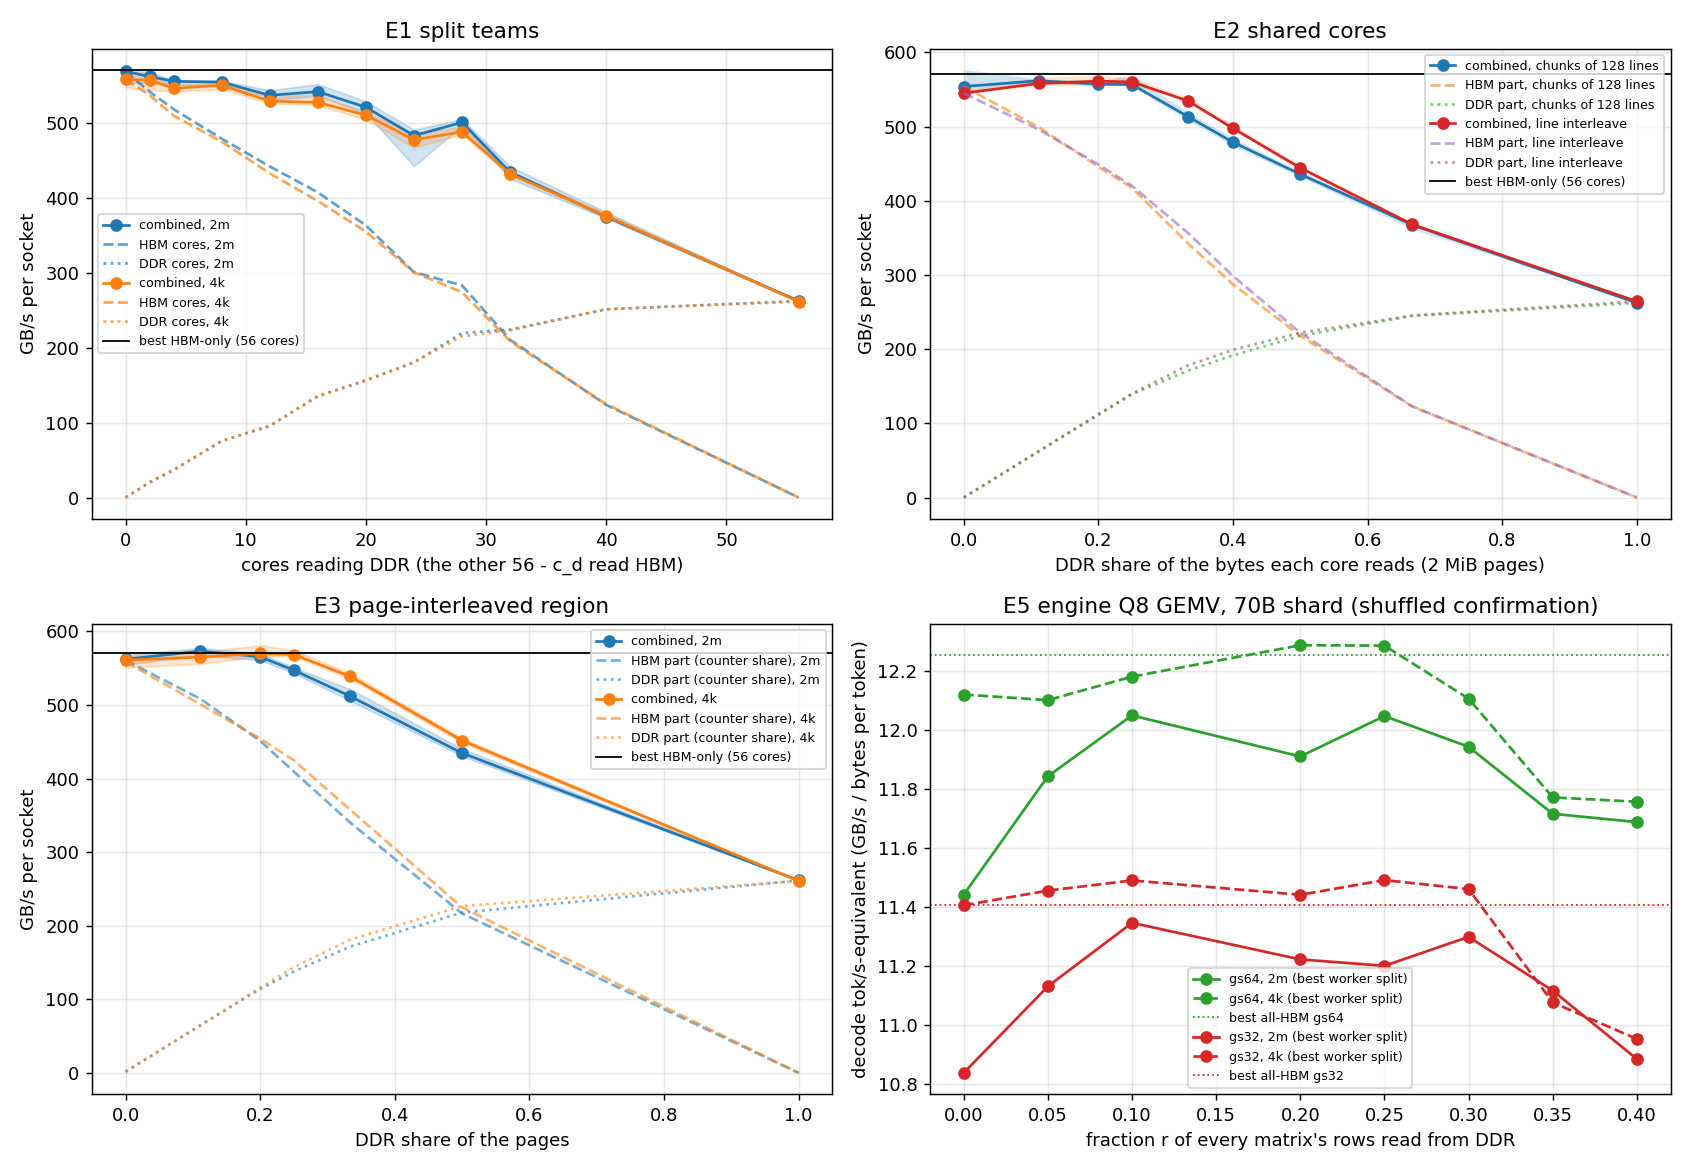 E1 split teams
GB/s per socket
500
400
300
200
100
0
combined, 2m
HBM cores, 2m
DDR cores, 2m
combined, 4k
HBM cores, 4k
DDR cores, 4k
best HBM-only (56 cores)
0 10 20 30 40 50
cores reading DDR (the other 56 - c_d read HBM)
E2 shared cores
GB/s per socket
600
500
400
300
200
100
0
combined, chunks of 128 lines
HBM part, chunks of 128 lines
DDR part, chunks of 128 lines
combined, line interleave
HBM part, line interleave
DDR part, line interleave
best HBM-only (56 cores)
0.0 0.2 0.4 0.6 0.8 1.0
DDR share of the bytes each core reads (2 MiB pages)
E3 page-interleaved region
GB/s per socket
600
500
400
300
200
100
0
combined, 2m
HBM part (counter share), 2m
DDR part (counter share), 2m
combined, 4k
HBM part (counter share), 4k
DDR part (counter share), 4k
best HBM-only (56 cores)
0.0 0.2 0.4 0.6 0.8 1.0
DDR share of the pages
E5 engine Q8 GEMV, 70B shard (shuffled confirmation)
decode tok/s-equivalent (GB/s / bytes per token)
12.2
12.0
11.8
11.6
11.4
11.2
11.0
10.8
gs64, 2m (best worker split)
gs64, 4k (best worker split)
best all-HBM gs64
gs32, 2m (best worker split)
gs32, 4k (best worker split)
best all-HBM gs32
0.00 0.05 0.10 0.15 0.20 0.25 0.30 0.35 0.40
fraction r of every matrix's rows read from DDR